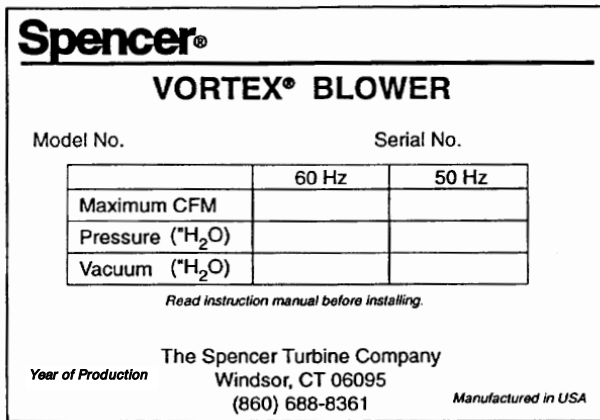 Spencer®
VORTEX® BLOWER
Model No. Serial No.
60 Hz 50 Hz
Maximum CFM
Pressure ("H₂O)
Vacuum ("H₂O)
Read instruction manual before installing.
The Spencer Turbine Company
Year of Production
Windsor, CT 06095
(860) 688-8361
Manufactured in USA